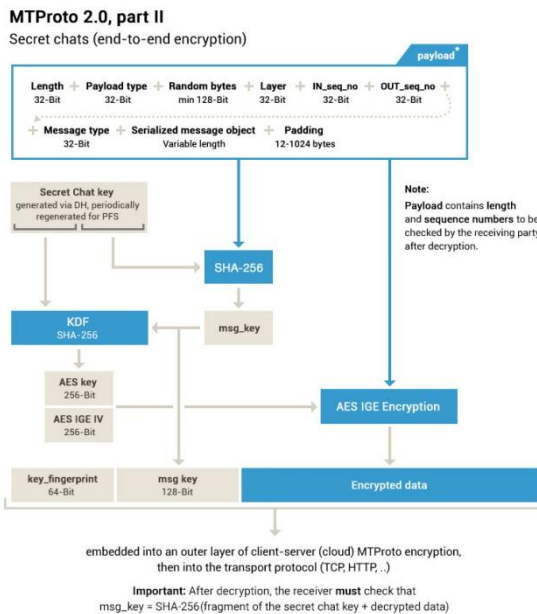 MTProto 2.0, part II
Secret chats (end-to-end encryption)
payload*
Length + Payload type + Random bytes + Layer + IN_seq_no + OUT_seq_no +
32-Bit 32-Bit min 128-Bit 32-Bit 32-Bit 32-Bit
+ Message type + Serialized message object + Padding
32-Bit Variable length 12-1024 bytes
Secret Chat key
generated via DH, periodically
regenerated for PFS
Note:
Payload contains length
and sequence numbers to be
checked by the receiving party
after decryption.
SHA-256
KDF
SHA-256
msg_key
AES key
256-Bit
AES IGE IV
256-Bit
AES IGE Encryption
key_fingerprint
64-Bit
msg key
128-Bit
Encrypted data
embedded into an outer layer of client-server (cloud) MTProto encryption,
then into the transport protocol (TCP, HTTP, ..)
Important: After decryption, the receiver must check that
msg_key = SHA-256(fragment of the secret chat key + decrypted data)